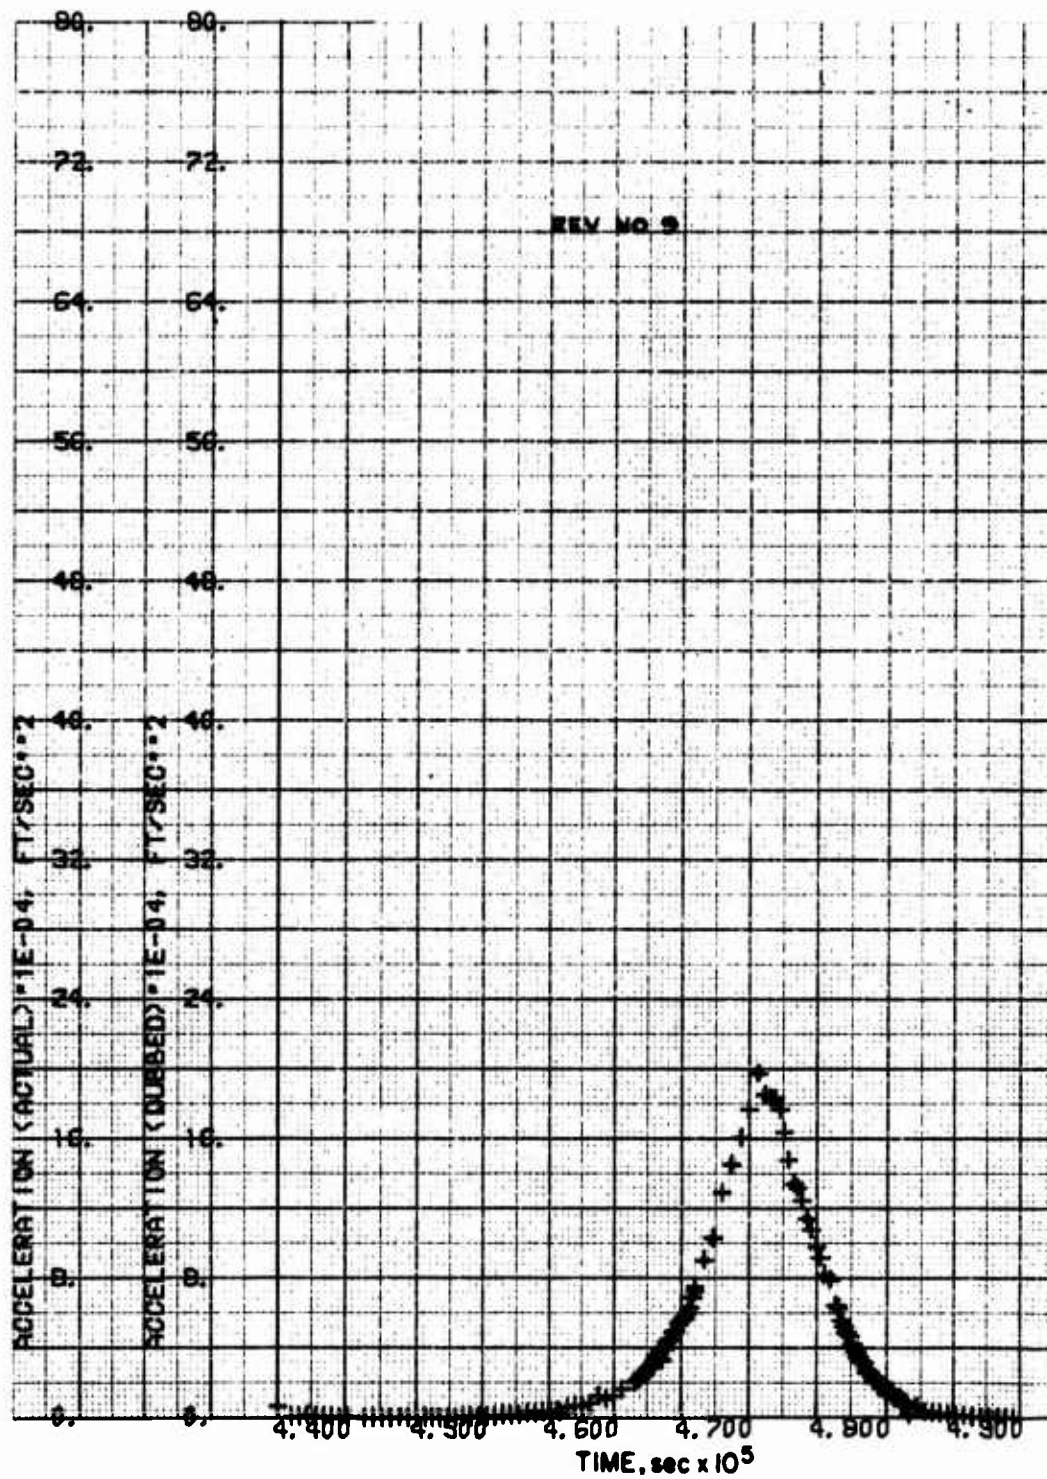 80. 80.
72. 72.
REV NO 9
64. 64.
56. 56.
48. 48.
40. 40.
32. 32.
24. 24.
16. 16.
8. 8.
0. 0.
ACCELERATION (ACTUAL)*1E-04, FT/SEC**2
ACCELERATION (DUBBED)*1E-04, FT/SEC**2
4.400 4.500 4.600 4.700 4.800 4.900
TIME, sec x 10⁵